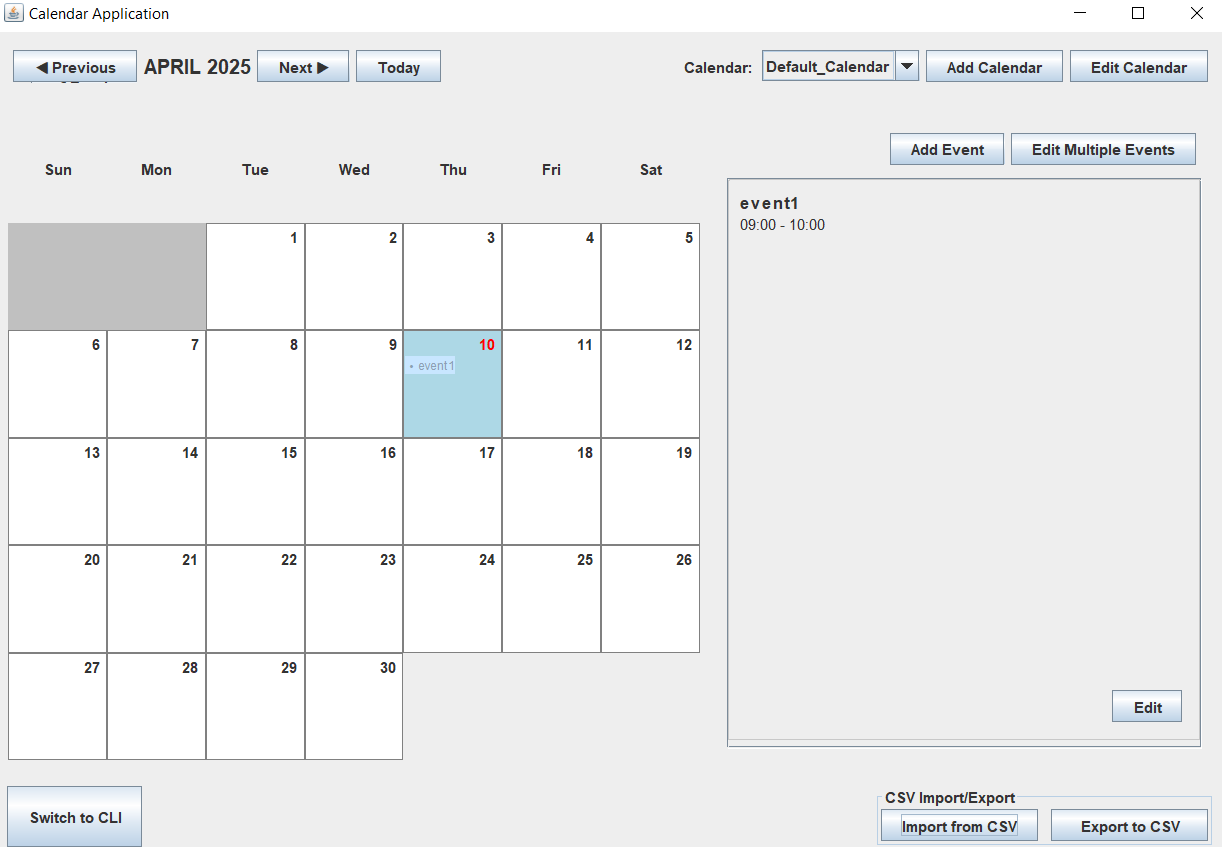 Calendar Application
◀ Previous APRIL 2025 Next ▶ Today Calendar: Default_Calendar Add Calendar Edit Calendar
Add Event Edit Multiple Events
Sun Mon Tue Wed Thu Fri Sat
event1
09:00 - 10:00
1 2 3 4 5
6 7 8 9 10 11 12
• event1
13 14 15 16 17 18 19
20 21 22 23 24 25 26
27 28 29 30
Edit
Switch to CLI
CSV Import/Export
Import from CSV Export to CSV